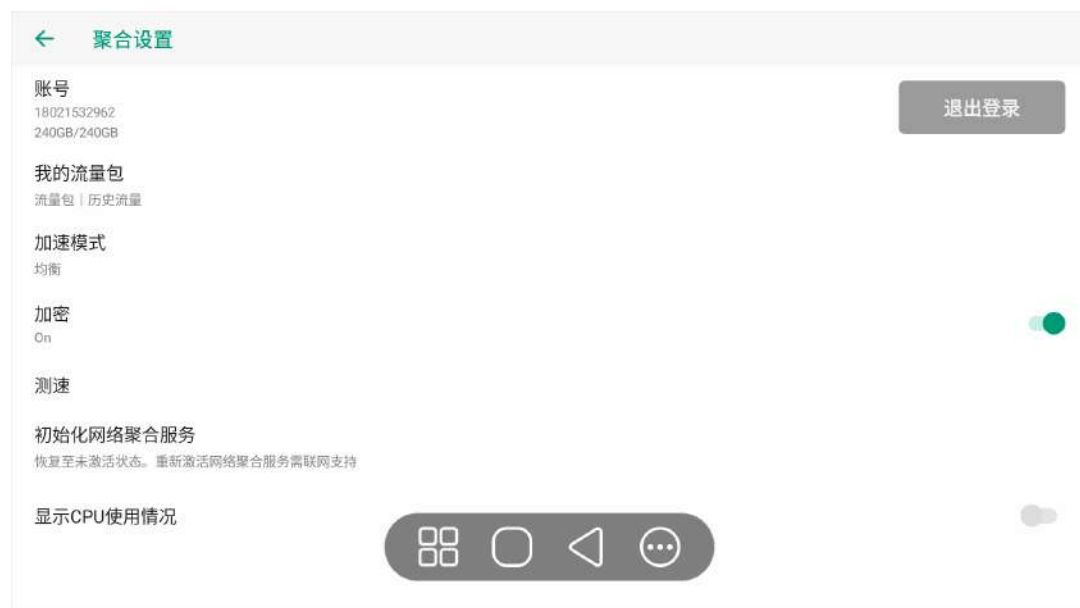 聚合设置
账号
18021532962
240GB/240GB
退出登录
我的流量包
流量包｜历史流量
加速模式
均衡
加密
On
测速
初始化网络聚合服务
恢复至未激活状态。重新激活网络聚合服务需联网支持
显示CPU使用情况